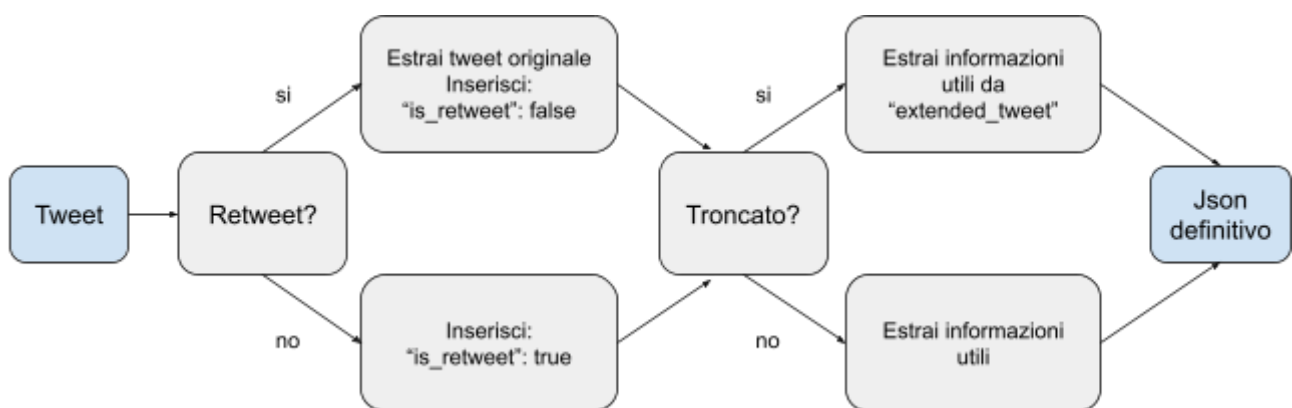 Tweet
Retweet?
si
Estrai tweet originale
Inserisci:
“is_retweet”: false
no
Inserisci:
“is_retweet”: true
Troncato?
si
Estrai informazioni
utili da
“extended_tweet”
no
Estrai informazioni
utili
Json
definitivo